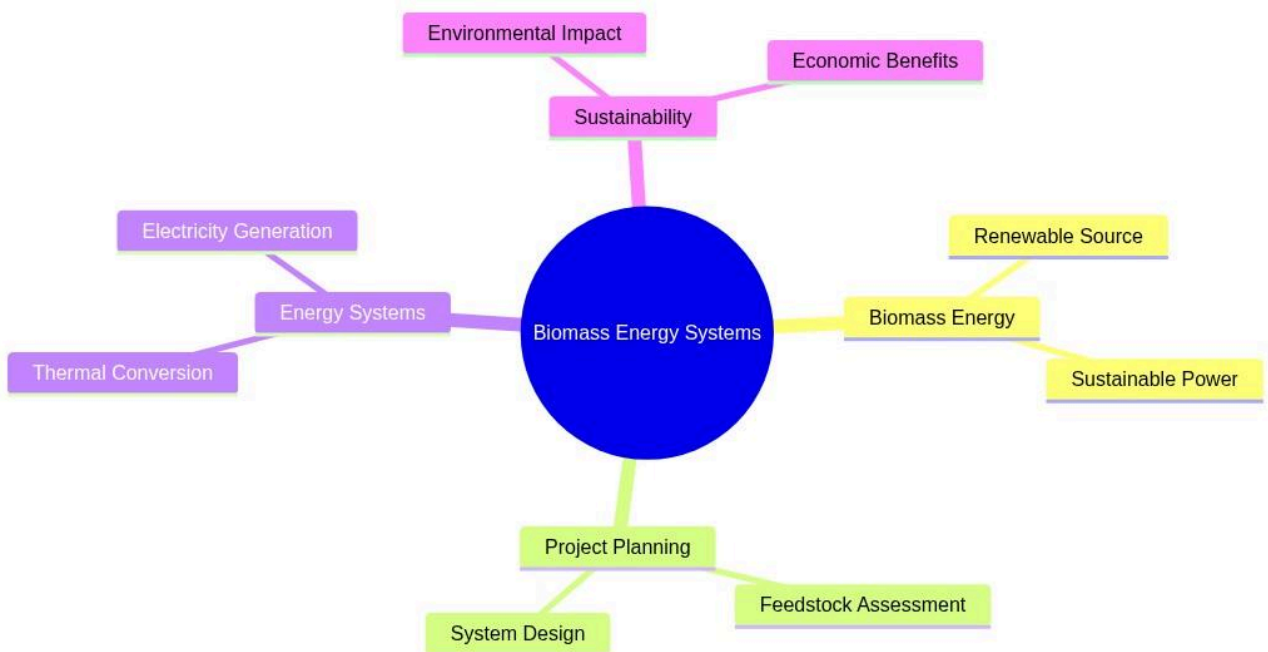 Environmental Impact
Economic Benefits
Sustainability
Electricity Generation
Renewable Source
Energy Systems
Biomass Energy
Biomass Energy Systems
Thermal Conversion
Sustainable Power
Project Planning
Feedstock Assessment
System Design